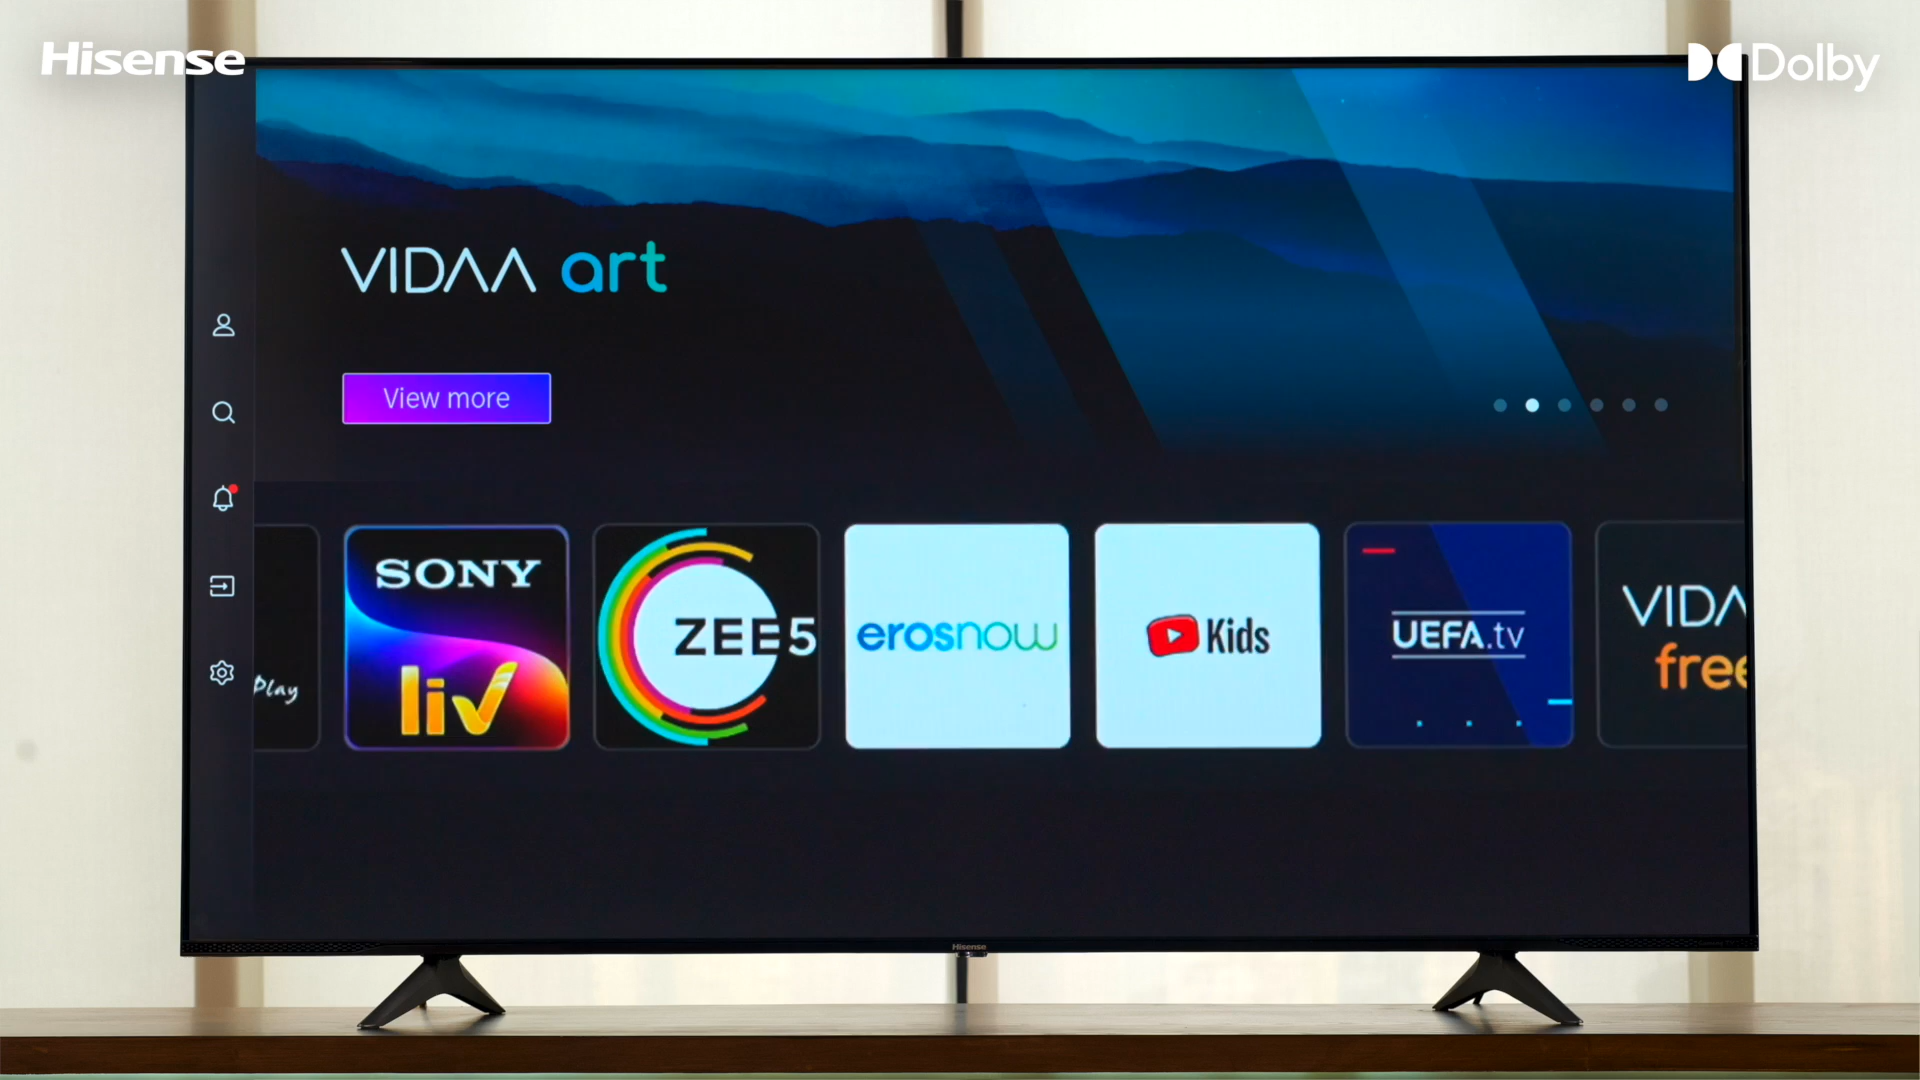 Hisense
Dolby
VIDAA art
View more
Play
SONY
liv
ZEE5
erosnow
Kids
UEFA.tv
VIDA
free
Hisense